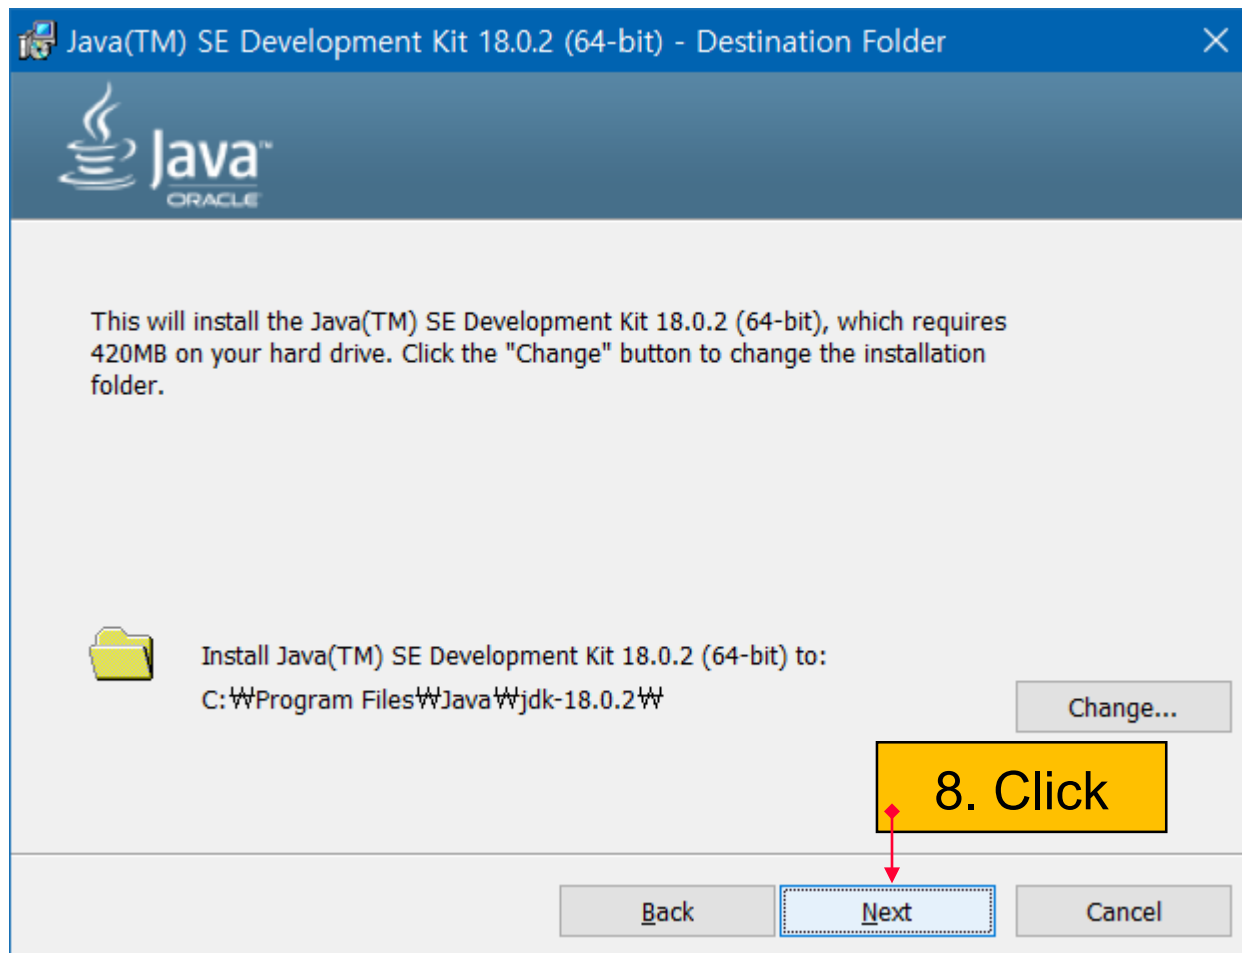 Java(TM) SE Development Kit 18.0.2 (64-bit) - Destination Folder
Java™
ORACLE
This will install the Java(TM) SE Development Kit 18.0.2 (64-bit), which requires
420MB on your hard drive. Click the "Change" button to change the installation
folder.
Install Java(TM) SE Development Kit 18.0.2 (64-bit) to:
C:₩Program Files₩Java₩jdk-18.0.2₩
Change...
8. Click
Back
Next
Cancel